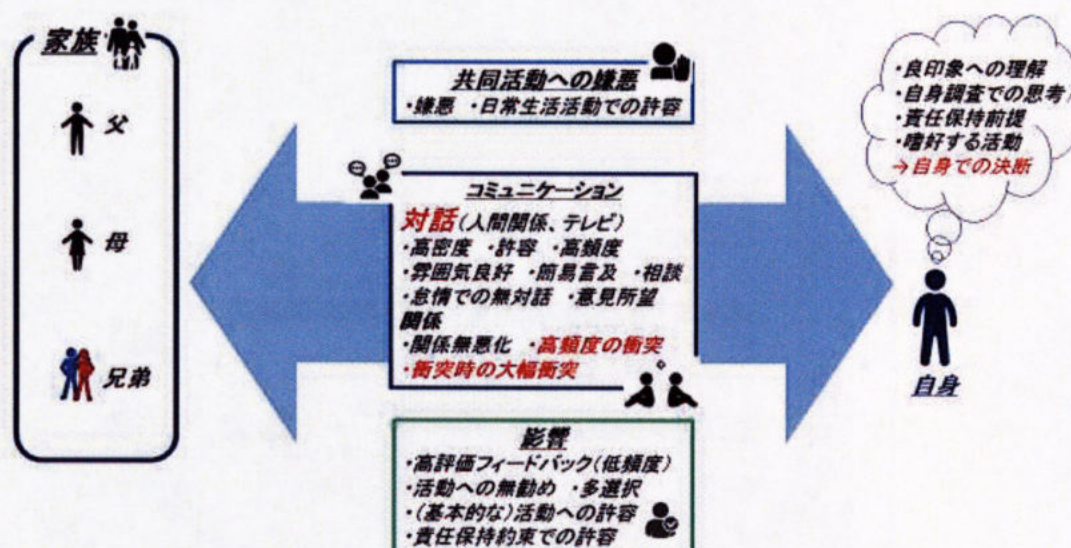 家族
父
母
兄弟
共同活動への嫌悪
・嫌悪 ・日常生活活動での許容
コミュニケーション
対話(人間関係、テレビ)
・高密度 ・許容 ・高頻度
・雰囲気良好 ・簡易言及 ・相談
・怠惰での無対話 ・意見所望
関係
・関係無悪化 ・高頻度の衝突
・衝突時の大幅衝突
影響
・高評価フィードバック(低頻度)
・活動への無勧め ・多選択
・(基本的な)活動への許容
・責任保持約束での許容
・良印象への理解
・自身調査での思考)
・責任保持前提
・嗜好する活動
→自身での決断
自身